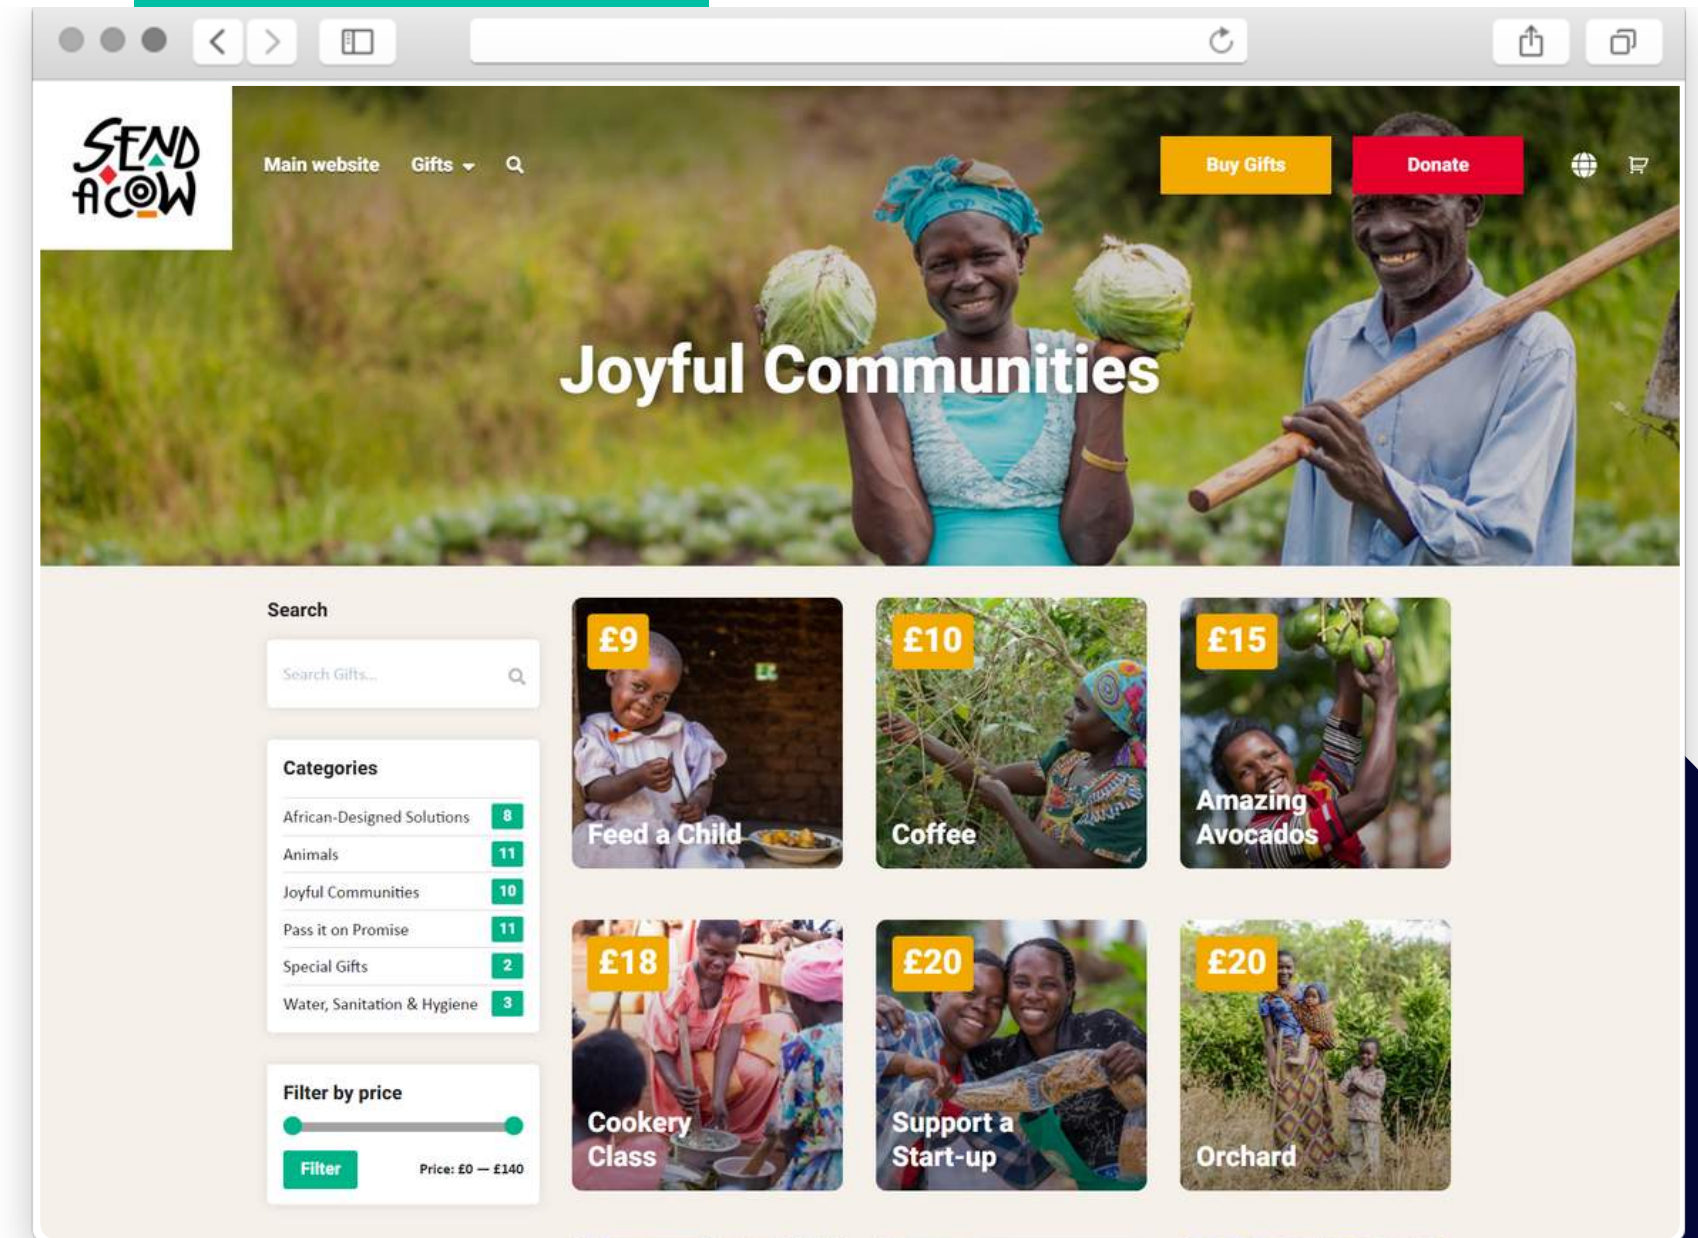 SEND
A COW
Main website
Gifts
Buy Gifts
Donate
Joyful Communities
Search
Search Gifts...
Categories
African-Designed Solutions 8
Animals 11
Joyful Communities 10
Pass it on Promise 11
Special Gifts 2
Water, Sanitation & Hygiene 3
Filter by price
Filter
Price: £0 — £140
£9
Feed a Child
£10
Coffee
£15
Amazing
Avocados
£18
Cookery
Class
£20
Support a
Start-up
£20
Orchard